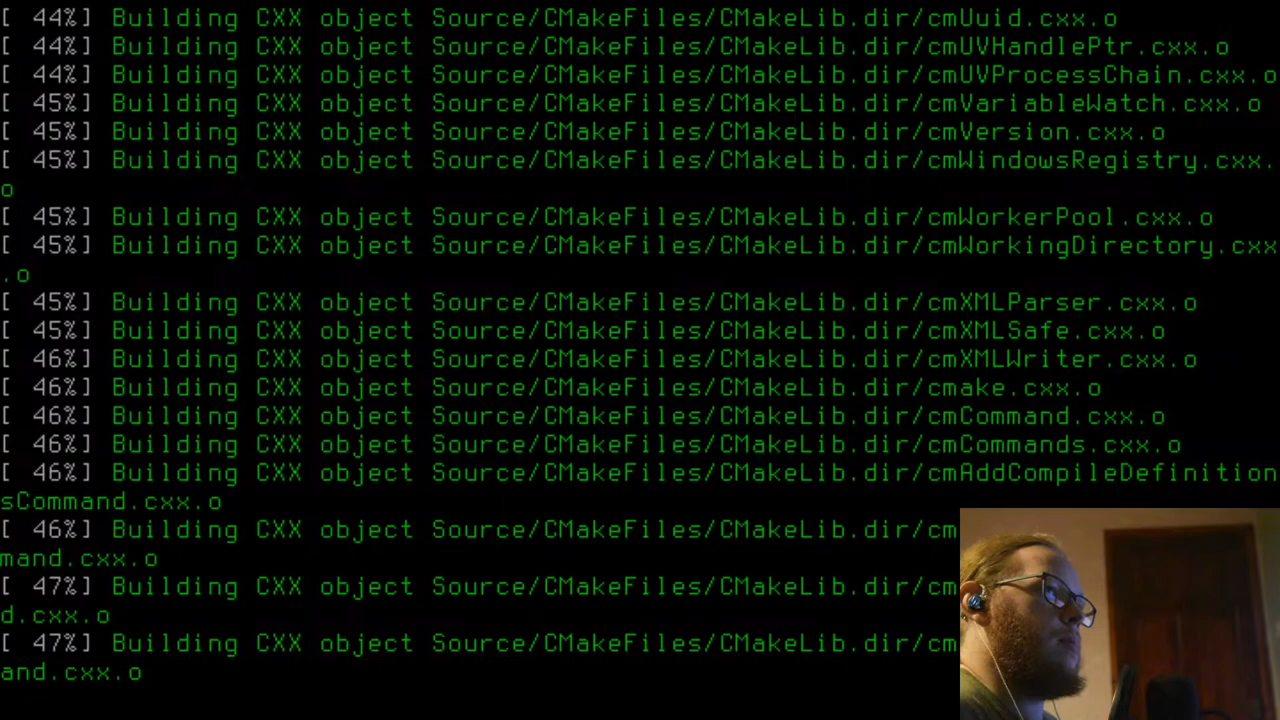 [ 44%] Building CXX object Source/CMakeFiles/CMakeLib.dir/cmUuid.cxx.o
[ 44%] Building CXX object Source/CMakeFiles/CMakeLib.dir/cmUVHandlePtr.cxx.o
[ 44%] Building CXX object Source/CMakeFiles/CMakeLib.dir/cmUVProcessChain.cxx.o
[ 45%] Building CXX object Source/CMakeFiles/CMakeLib.dir/cmVariableWatch.cxx.o
[ 45%] Building CXX object Source/CMakeFiles/CMakeLib.dir/cmVersion.cxx.o
[ 45%] Building CXX object Source/CMakeFiles/CMakeLib.dir/cmWindowsRegistry.cxx.
o
[ 45%] Building CXX object Source/CMakeFiles/CMakeLib.dir/cmWorkerPool.cxx.o
[ 45%] Building CXX object Source/CMakeFiles/CMakeLib.dir/cmWorkingDirectory.cxx
.o
[ 45%] Building CXX object Source/CMakeFiles/CMakeLib.dir/cmXMLParser.cxx.o
[ 45%] Building CXX object Source/CMakeFiles/CMakeLib.dir/cmXMLSafe.cxx.o
[ 46%] Building CXX object Source/CMakeFiles/CMakeLib.dir/cmXMLWriter.cxx.o
[ 46%] Building CXX object Source/CMakeFiles/CMakeLib.dir/cmake.cxx.o
[ 46%] Building CXX object Source/CMakeFiles/CMakeLib.dir/cmCommand.cxx.o
[ 46%] Building CXX object Source/CMakeFiles/CMakeLib.dir/cmCommands.cxx.o
[ 46%] Building CXX object Source/CMakeFiles/CMakeLib.dir/cmAddCompileDefinition
sCommand.cxx.o
[ 46%] Building CXX object Source/CMakeFiles/CMakeLib.dir/cm
mand.cxx.o
[ 47%] Building CXX object Source/CMakeFiles/CMakeLib.dir/cm
d.cxx.o
[ 47%] Building CXX object Source/CMakeFiles/CMakeLib.dir/cm
and.cxx.o